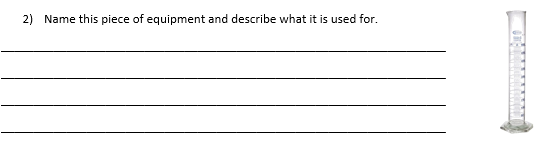 2) Name this piece of equipment and describe what it is used for.